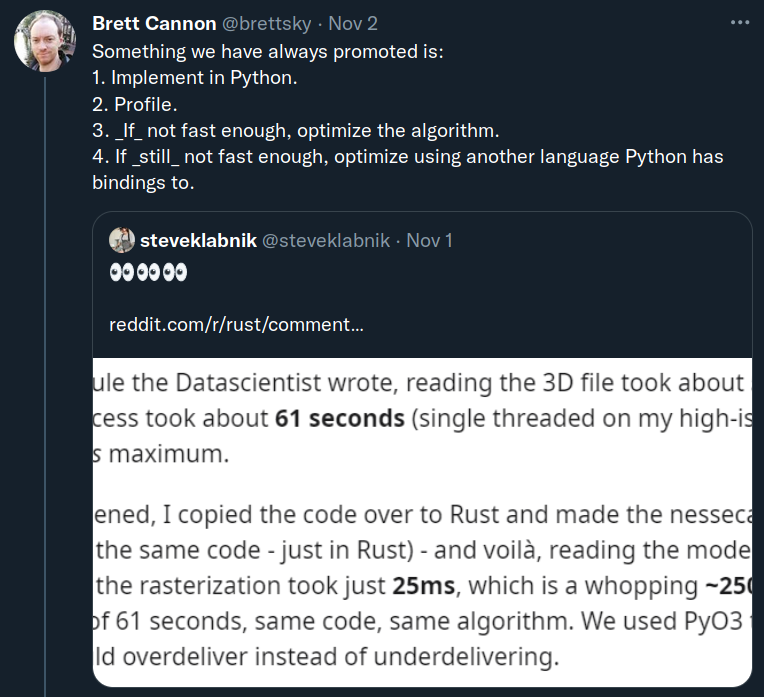 Brett Cannon @brettsky · Nov 2
Something we have always promoted is:
1. Implement in Python.
2. Profile.
3. _If_ not fast enough, optimize the algorithm.
4. If _still_ not fast enough, optimize using another language Python has
bindings to.
steveklabnik @steveklabnik · Nov 1
👀👀👀
reddit.com/r/rust/comment…
ule the Datascientist wrote, reading the 3D file took about
cess took about 61 seconds (single threaded on my high-is
s maximum.
ened, I copied the code over to Rust and made the nesseca
the same code - just in Rust) - and voilà, reading the mode
the rasterization took just 25ms, which is a whopping ~250
of 61 seconds, same code, same algorithm. We used PyO3
ld overdeliver instead of underdelivering.